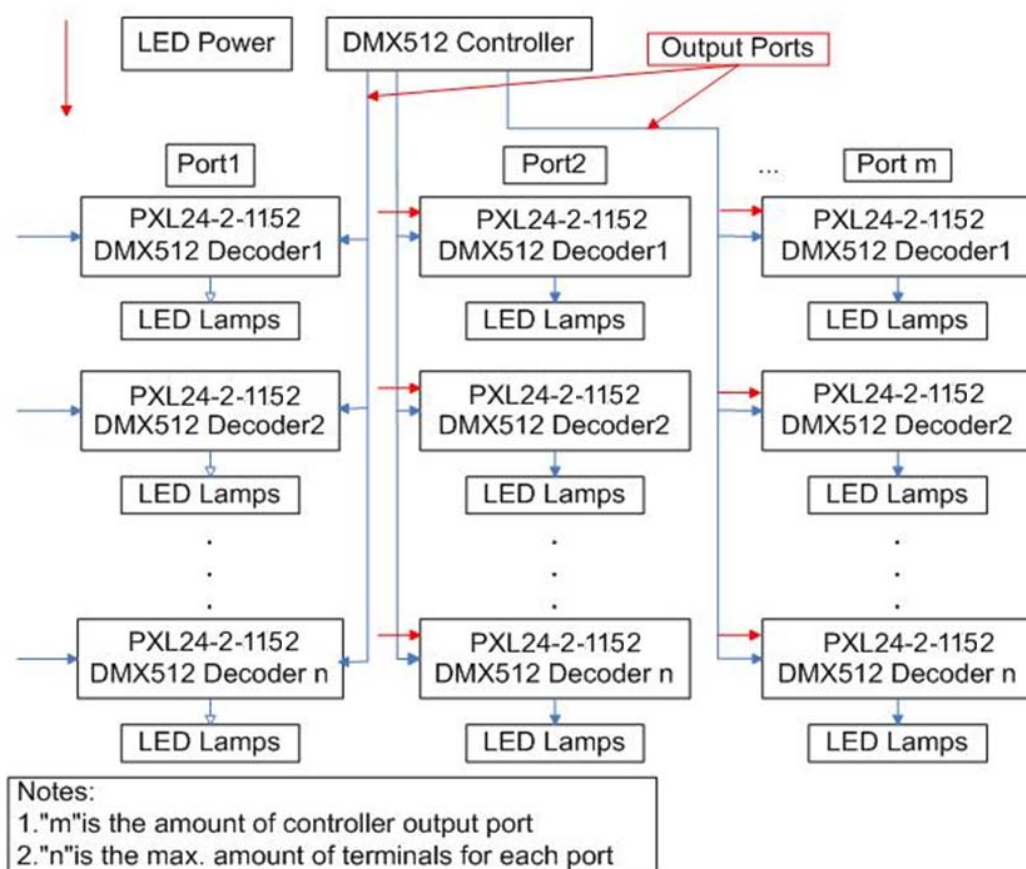 LED Power
DMX512 Controller
Output Ports
Port1
Port2
...
Port m
PXL24-2-1152
DMX512 Decoder1
PXL24-2-1152
DMX512 Decoder1
PXL24-2-1152
DMX512 Decoder1
LED Lamps
LED Lamps
LED Lamps
PXL24-2-1152
DMX512 Decoder2
PXL24-2-1152
DMX512 Decoder2
PXL24-2-1152
DMX512 Decoder2
LED Lamps
LED Lamps
LED Lamps
PXL24-2-1152
DMX512 Decoder n
PXL24-2-1152
DMX512 Decoder n
PXL24-2-1152
DMX512 Decoder n
LED Lamps
LED Lamps
LED Lamps
Notes:
1."m"is the amount of controller output port
2."n"is the max. amount of terminals for each port